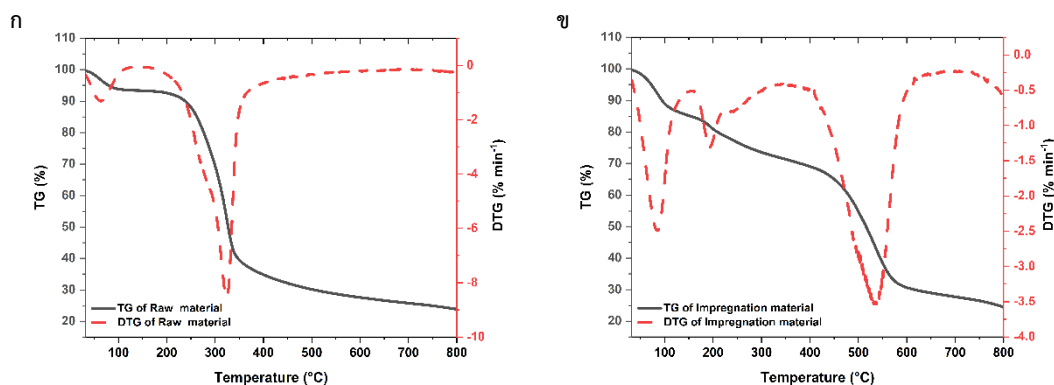 ก
110
100
90
80
70
60
50
40
30
20
TG (%)
0
-2
-4
-6
-8
-10
DTG (% min⁻¹)
TG of Raw material
DTG of Raw material
100 200 300 400 500 600 700 800
Temperature (°C)
ข
110
100
90
80
70
60
50
40
30
20
TG (%)
0.0
-0.5
-1.0
-1.5
-2.0
-2.5
-3.0
-3.5
-4.0
DTG (% min⁻¹)
TG of Impregnation material
DTG of Impregnation material
100 200 300 400 500 600 700 800
Temperature (°C)